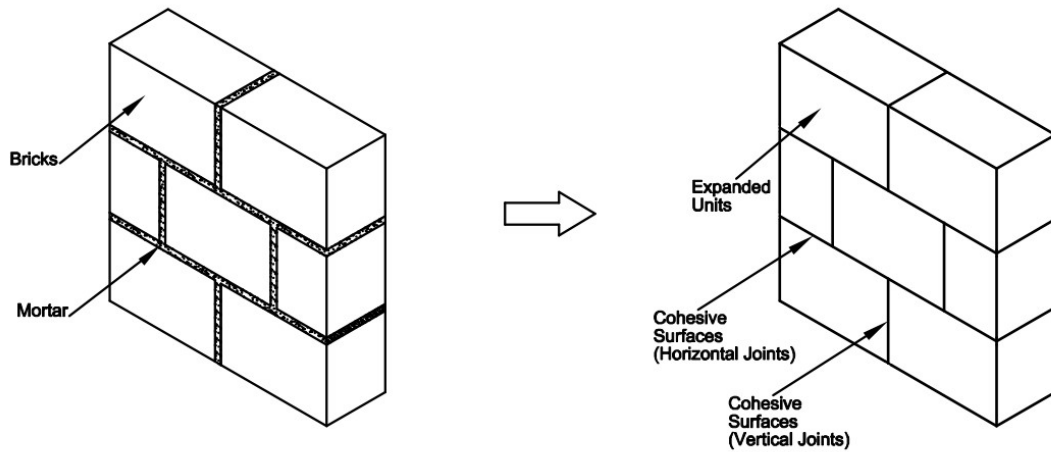 Bricks
Mortar
Expanded
Units
Cohesive
Surfaces
(Horizontal Joints)
Cohesive
Surfaces
(Vertical Joints)